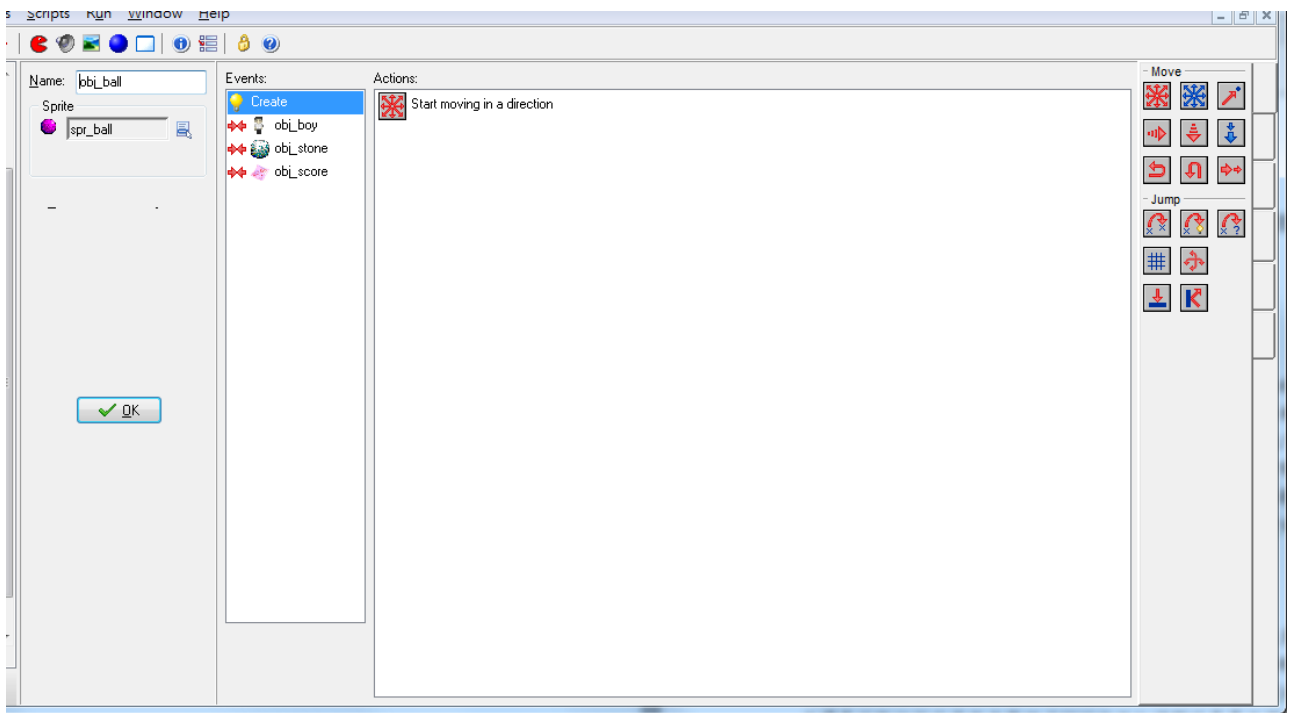 s Scripts Run Window Help
Name: obj_ball
Sprite
spr_ball
OK
Events:
Create
obj_boy
obj_stone
obj_score
Actions:
Start moving in a direction
Move
Jump